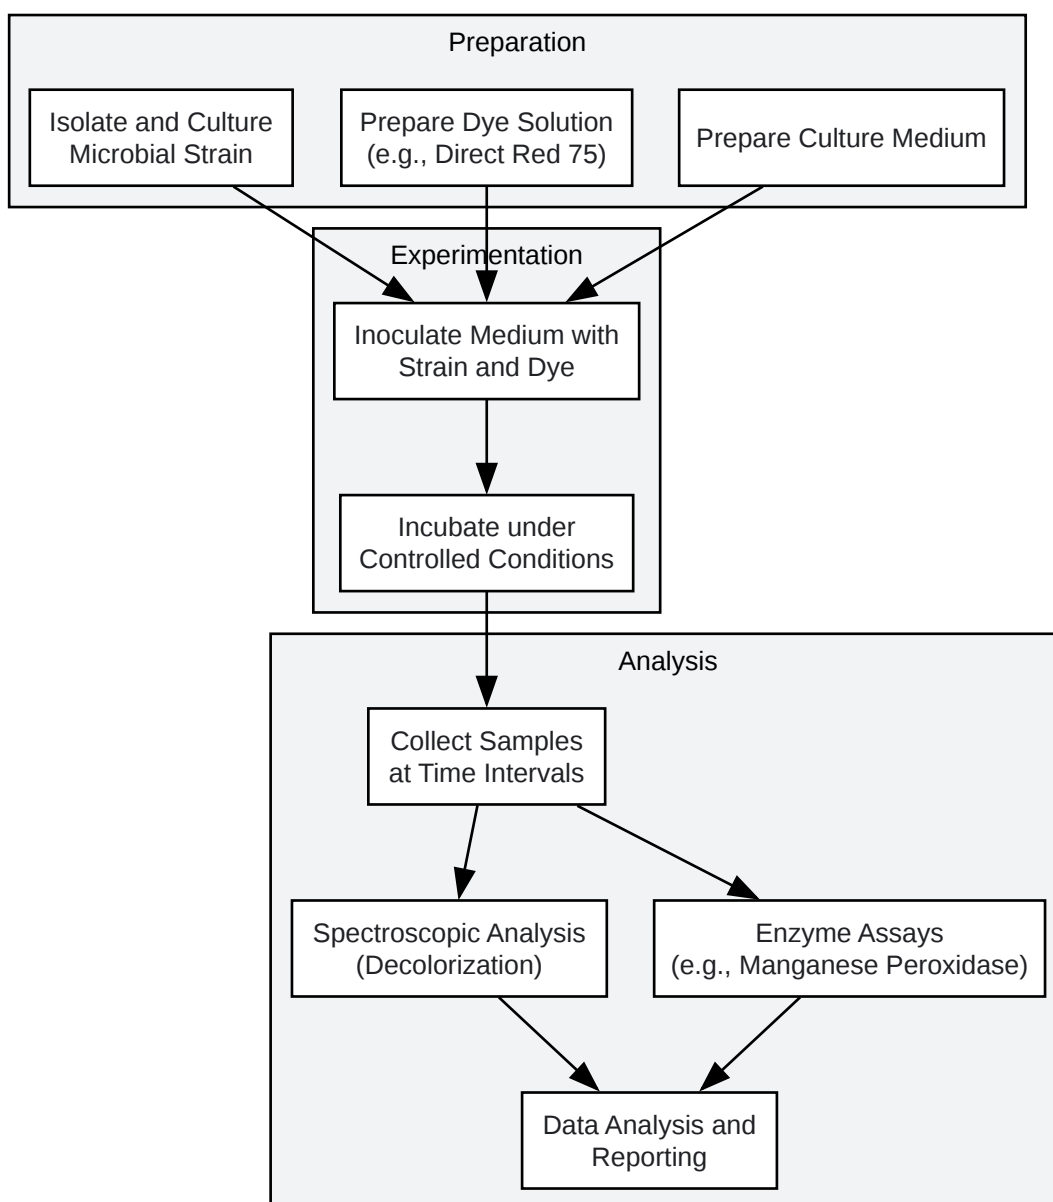 Preparation
Isolate and Culture
Microbial Strain
Prepare Dye Solution
(e.g., Direct Red 75)
Prepare Culture Medium
Experimentation
Inoculate Medium with
Strain and Dye
Incubate under
Controlled Conditions
Analysis
Collect Samples
at Time Intervals
Spectroscopic Analysis
(Decolorization)
Enzyme Assays
(e.g., Manganese Peroxidase)
Data Analysis and
Reporting